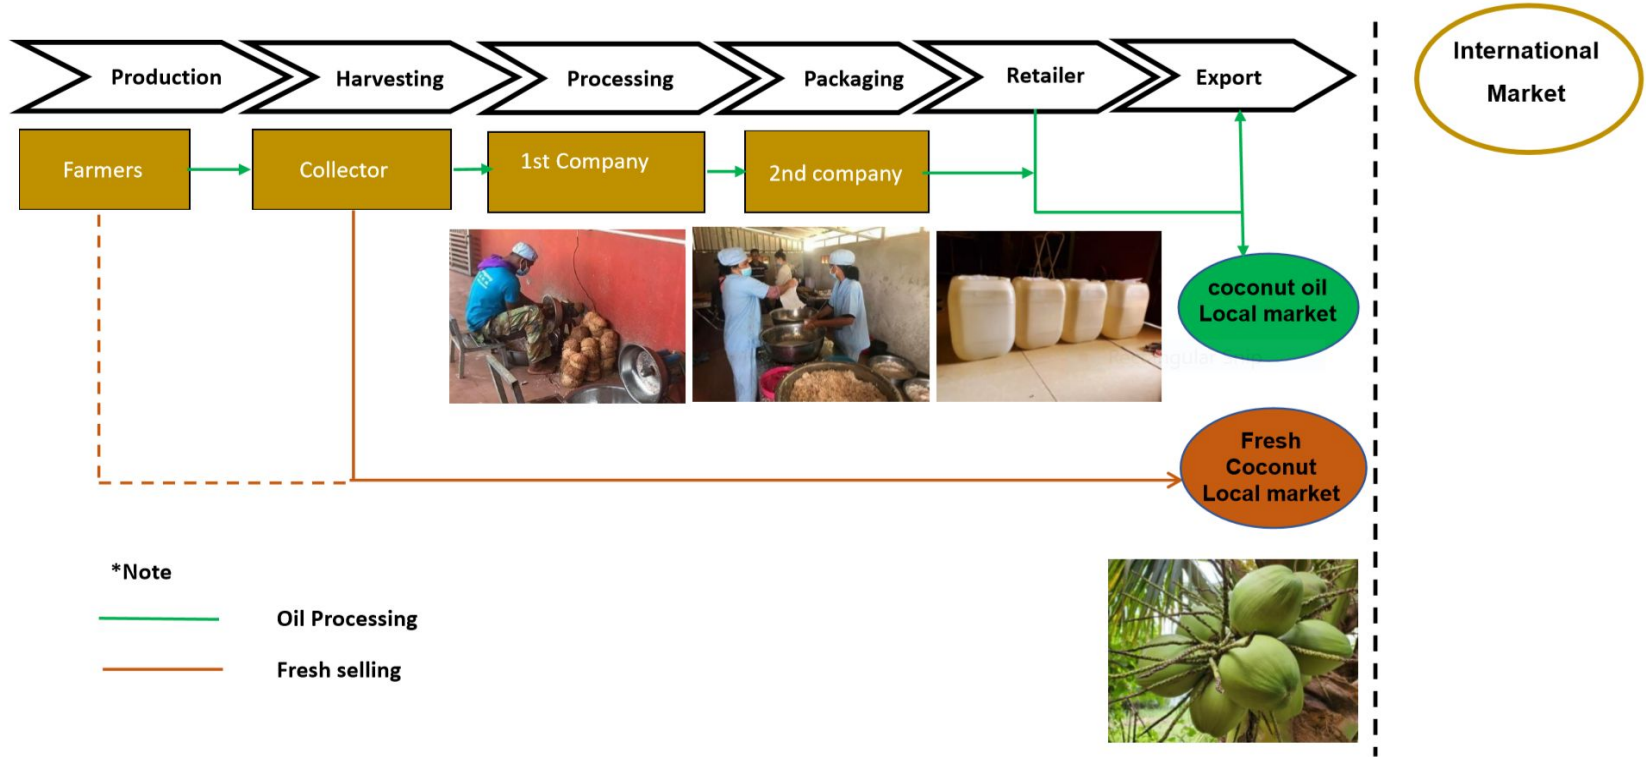 Production
Harvesting
Processing
Packaging
Retailer
Export
International
Market
Farmers
Collector
1st Company
2nd company
coconut oil
Local market
Fresh
Coconut
Local market
*Note
Oil Processing
Fresh selling